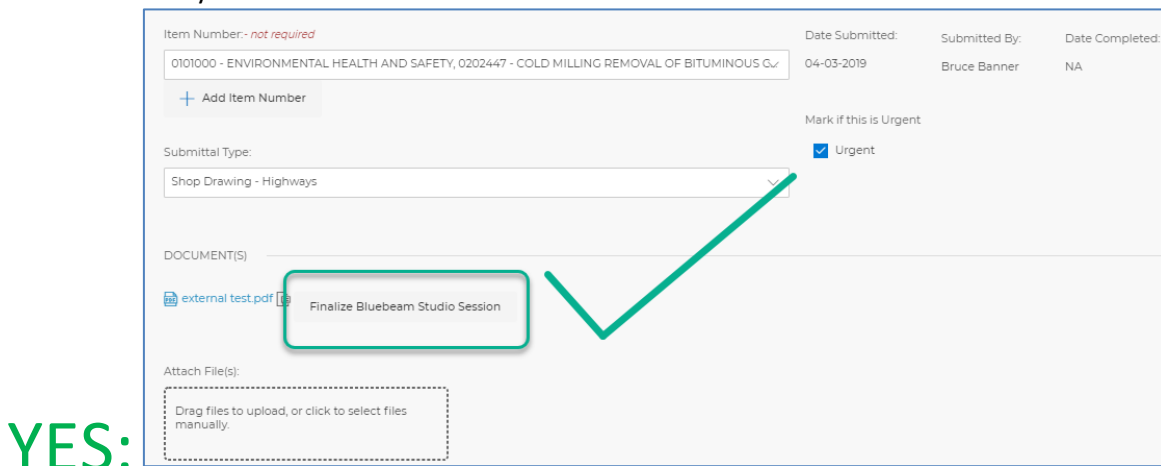 Item Number:- not required
Date Submitted:
Submitted By:
Date Completed:
0101000 - ENVIRONMENTAL HEALTH AND SAFETY, 0202447 - COLD MILLING REMOVAL OF BITUMINOUS
04-03-2019
Bruce Banner
NA
+ Add Item Number
Mark if this is Urgent
Urgent
Submittal Type:
Shop Drawing - Highways
DOCUMENT(S)
external test.pdf
Finalize Bluebeam Studio Session
Attach File(s):
Drag files to upload, or click to select files
manually.
YES: